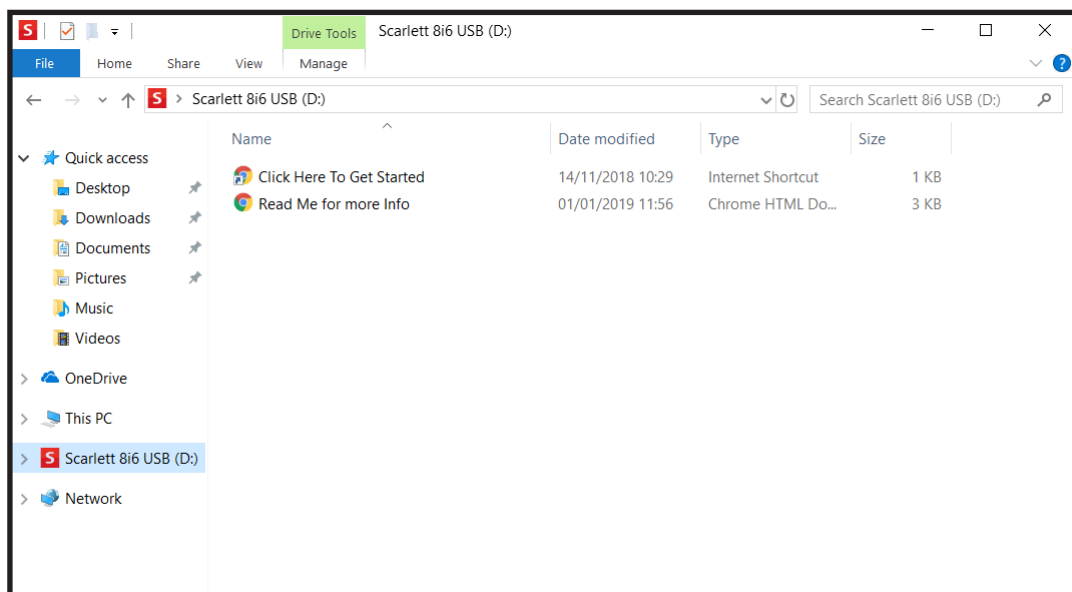 S Drive Tools Scarlett 8i6 USB (D:)
File Home Share View Manage ?
S > Scarlett 8i6 USB (D:) Search Scarlett 8i6 USB (D:)
Name Date modified Type Size
Quick access
Click Here To Get Started 14/11/2018 10:29 Internet Shortcut 1 KB
Desktop
Read Me for more Info 01/01/2019 11:56 Chrome HTML Do... 3 KB
Downloads
Documents
Pictures
Music
Videos
OneDrive
This PC
S Scarlett 8i6 USB (D:)
Network